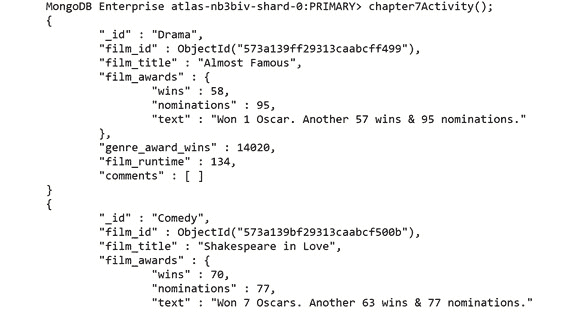 MongoDB Enterprise atlas-nb3biv-shard-0:PRIMARY> chapter7Activity();
{
"_id" : "Drama",
"film_id" : ObjectId("573a139ff29313caabcff499"),
"film_title" : "Almost Famous",
"film_awards" : {
"wins" : 58,
"nominations" : 95,
"text" : "Won 1 Oscar. Another 57 wins & 95 nominations."
},
"genre_award_wins" : 14020,
"film_runtime" : 134,
"comments" : [ ]
}
{
"_id" : "Comedy",
"film_id" : ObjectId("573a139bf29313caabcf500b"),
"film_title" : "Shakespeare in Love",
"film_awards" : {
"wins" : 70,
"nominations" : 77,
"text" : "Won 7 Oscars. Another 63 wins & 77 nominations."